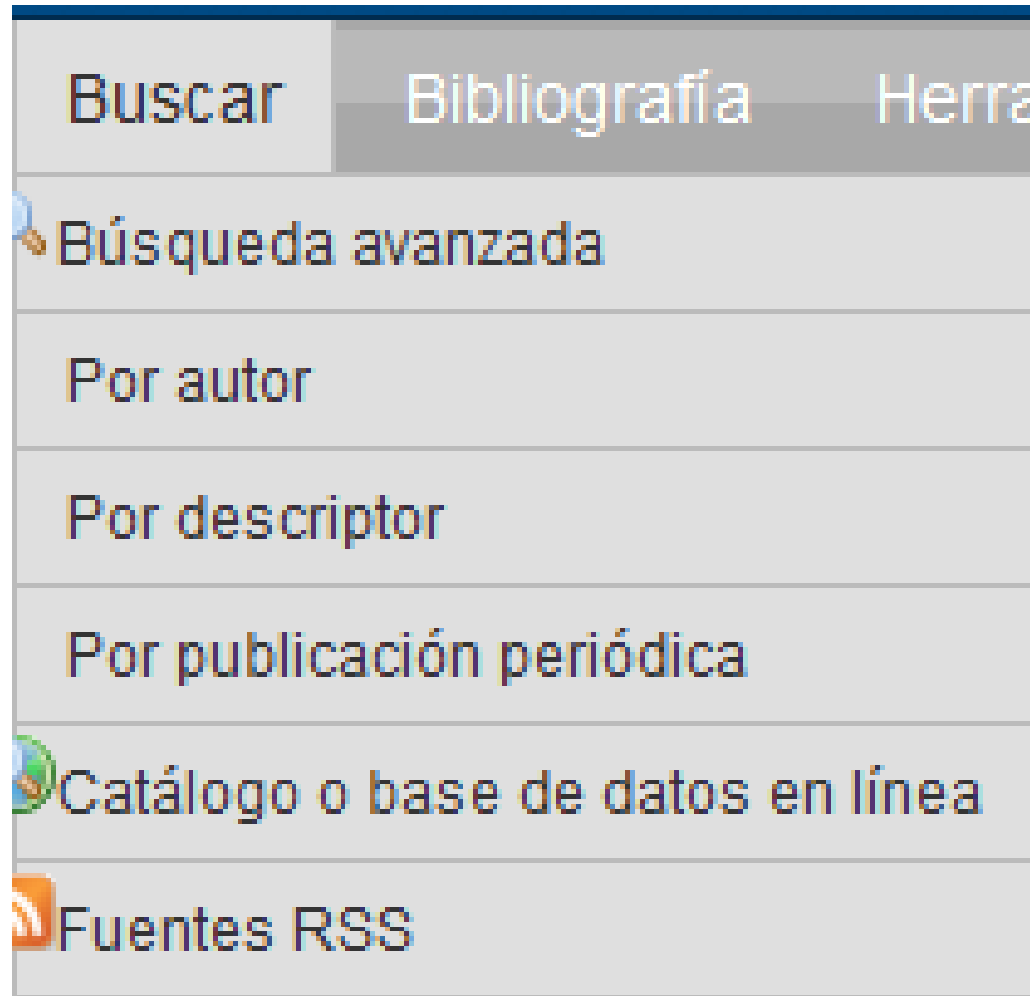 Buscar Bibliografía Herra
Búsqueda avanzada
Por autor
Por descriptor
Por publicación periódica
Catálogo o base de datos en línea
Fuentes RSS